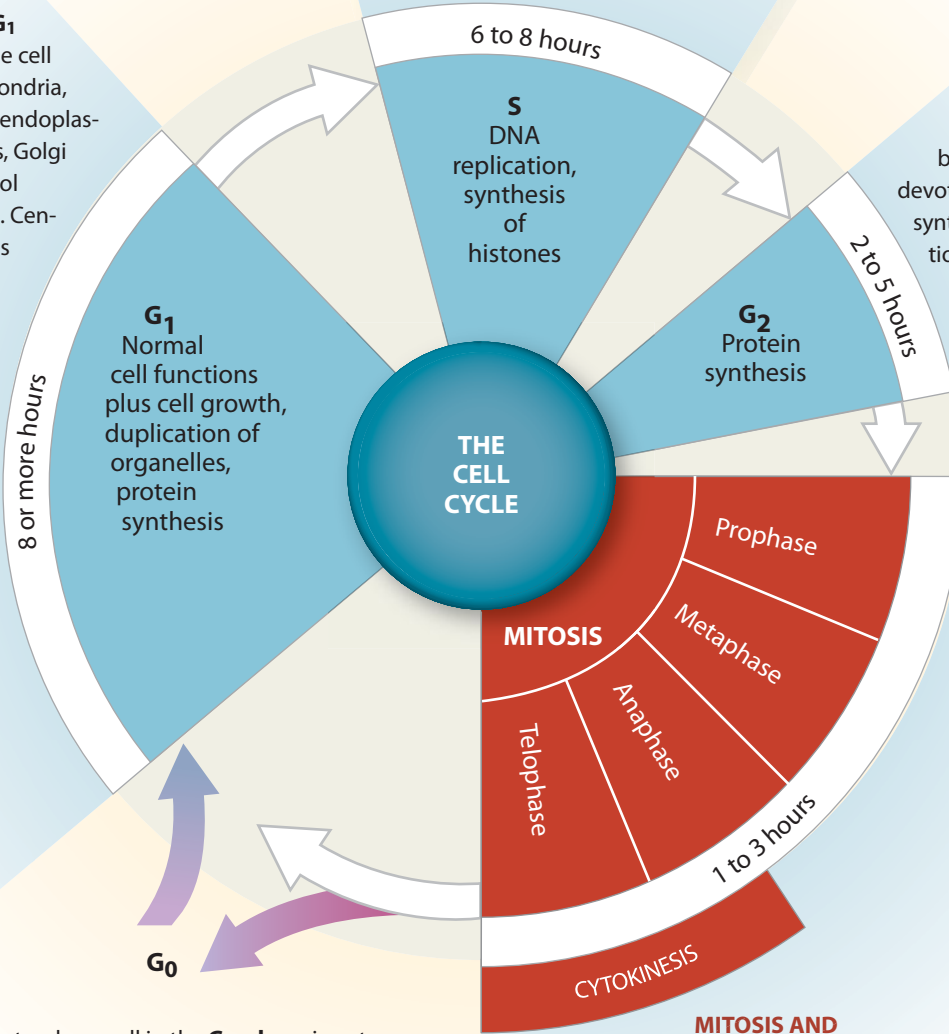 G1
e cell
ondria,
endoplas-
s, Golgi
ol
. Cen-
s
6 to 8 hours
S
DNA
replication,
synthesis
of
histones
b
devot
synt
tio
2 to 5 hours
G2
Protein
synthesis
8 or more hours
G1
Normal
cell functions
plus cell growth,
duplication of
organelles,
protein
synthesis
THE
CELL
CYCLE
Prophase
Metaphase
Anaphase
Telophase
MITOSIS
1 to 3 hours
CYTOKINESIS
G0
MITOSIS AND